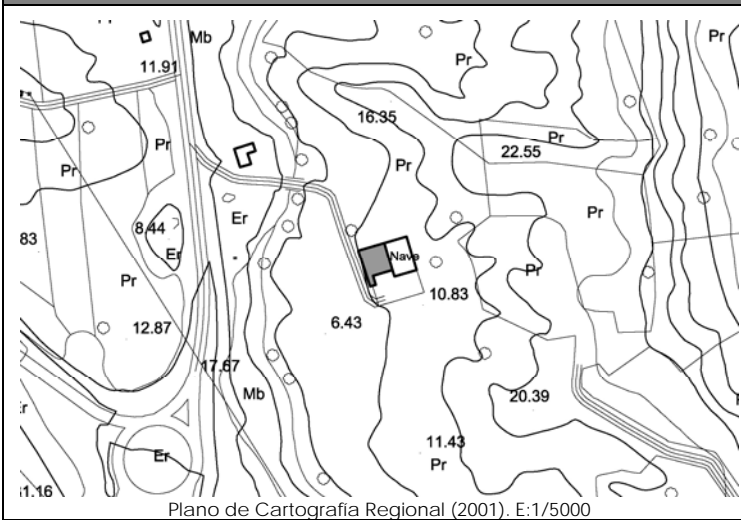 Mb
Pr
Pr
11.91
16.35
Pr
Pr
22.55
Pr
Pr
Pr
Er
8.44
Pr
83
Er
Nave
Pr
Pr
10.83
12.87
6.43
17.67
Mb
20.39
11.43
Er
Pr
Plano de Cartografía Regional (2001). E:1/5000